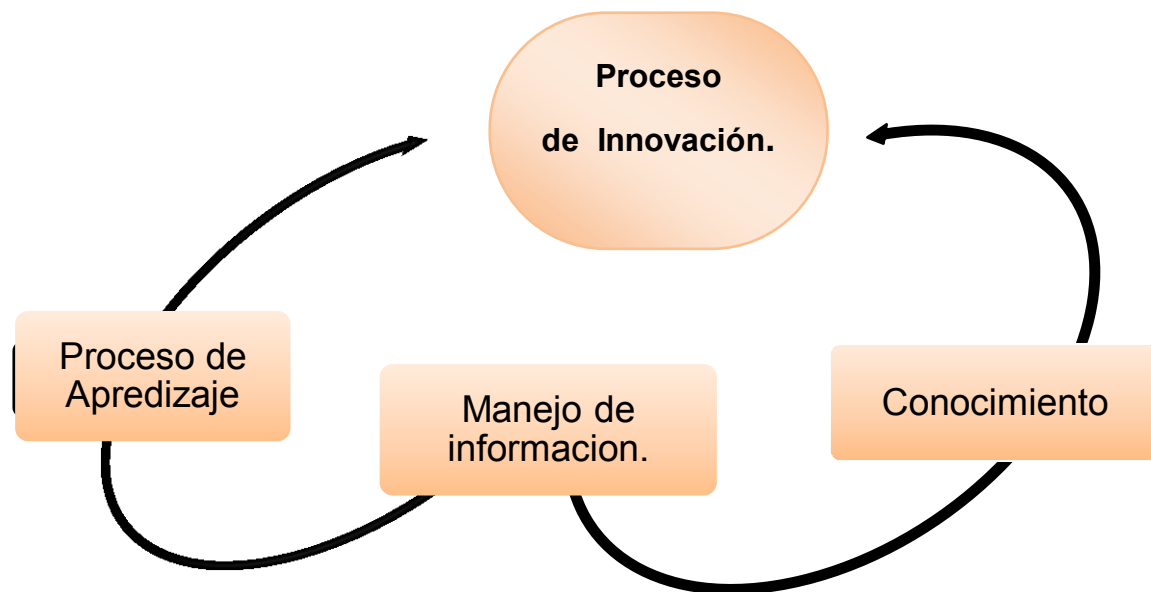 Proceso
de Innovación.
Proceso de
Apredizaje
Manejo de
informacion.
Conocimiento